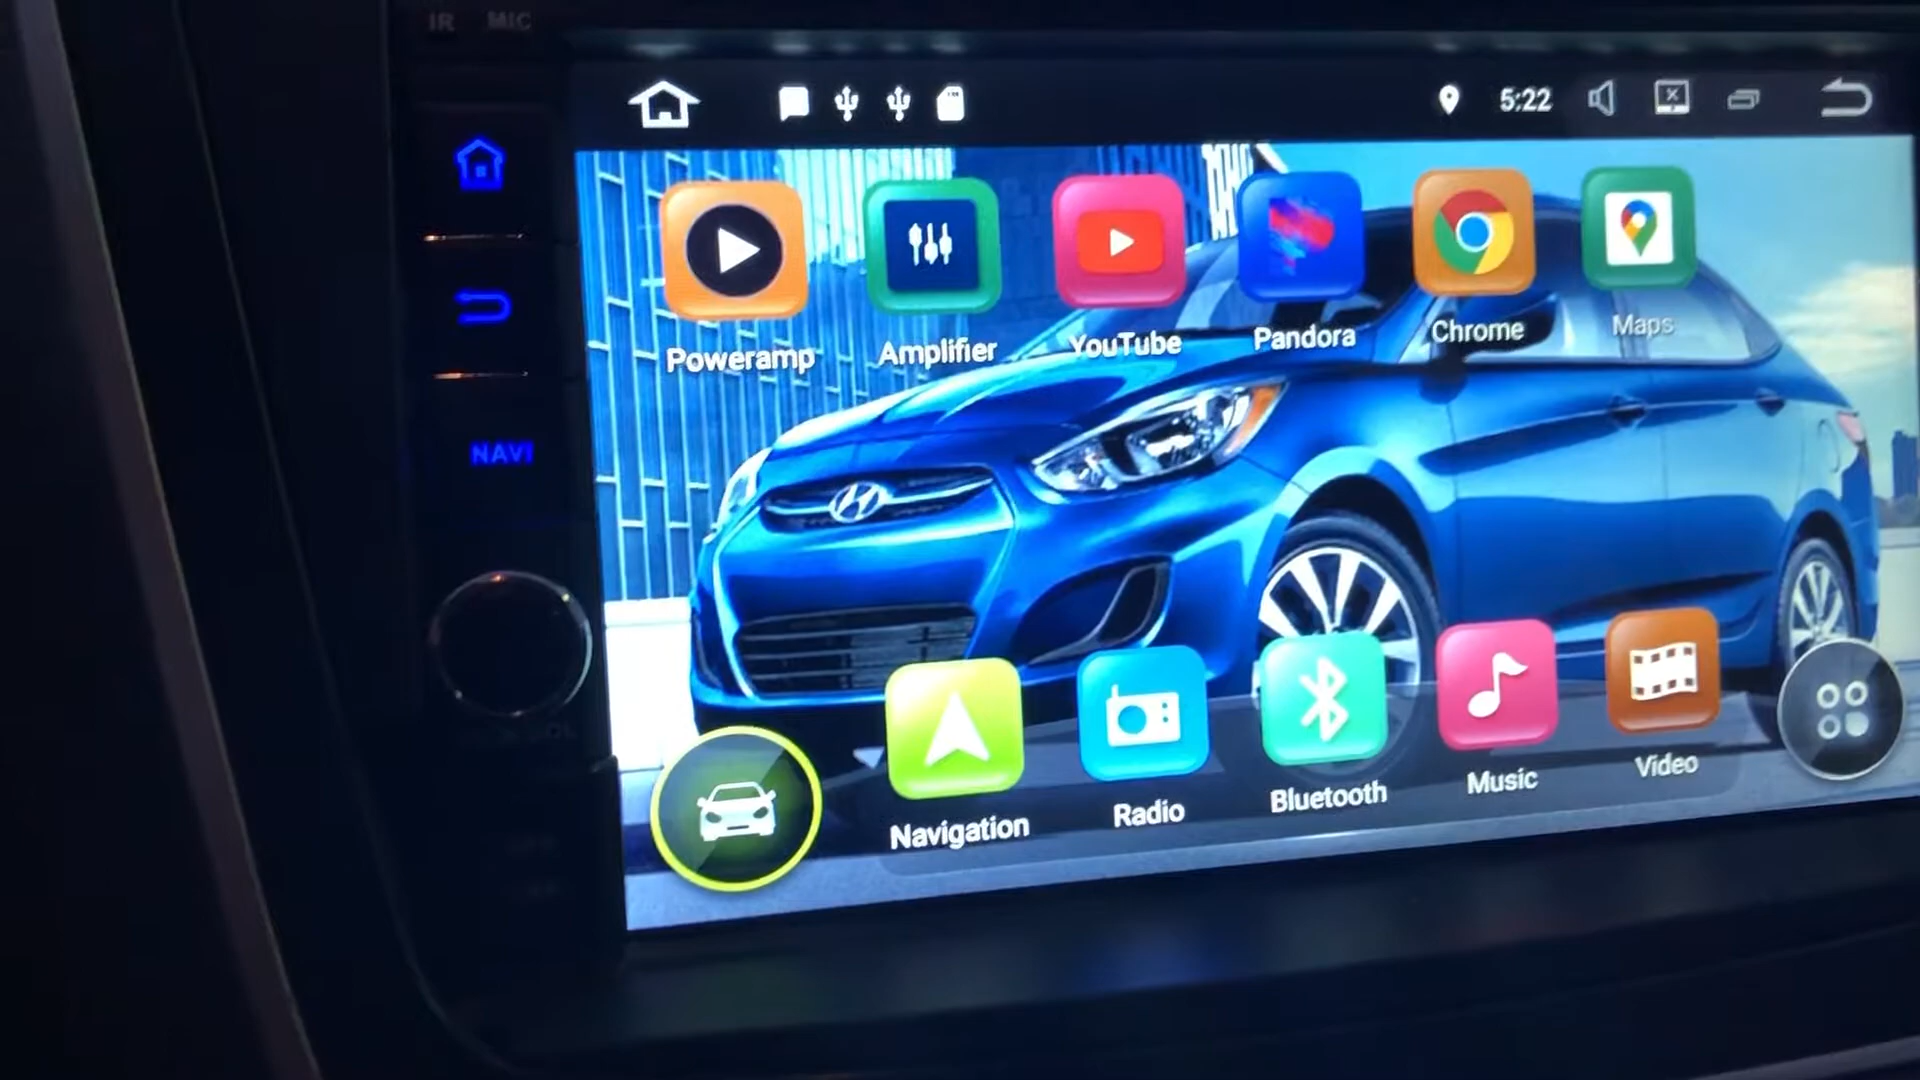 IR MIC
5:22
Poweramp Amplifier YouTube Pandora Chrome Maps
NAVI
Navigation Radio Bluetooth Music Video